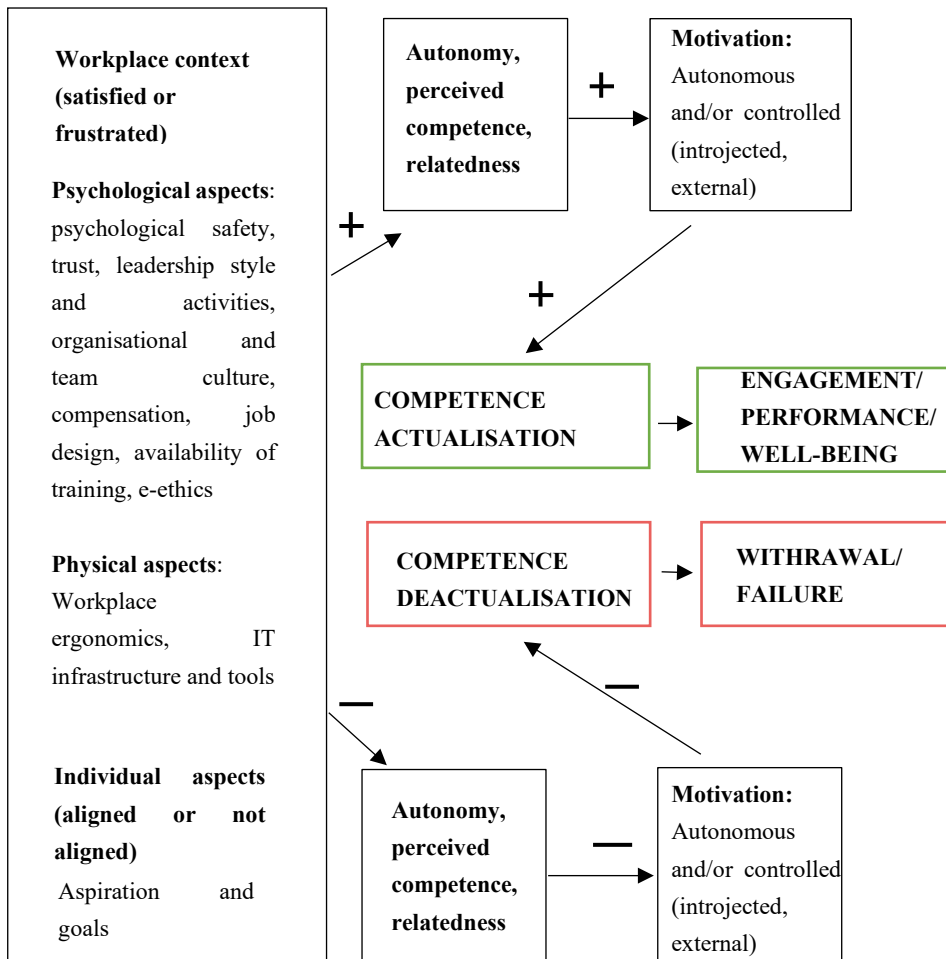 Workplace context
(satisfied or
frustrated)
Psychological aspects:
psychological safety,
trust, leadership style
and activities,
organisational and
team culture,
compensation, job
design, availability of
training, e-ethics
Physical aspects:
Workplace
ergonomics, IT
infrastructure and tools
Individual aspects
(aligned or not
aligned)
Aspiration and
goals
+
Autonomy,
perceived
competence,
relatedness
+
Motivation:
Autonomous
and/or controlled
(introjected,
external)
+
COMPETENCE
ACTUALISATION
ENGAGEMENT/
PERFORMANCE/
WELL-BEING
COMPETENCE
DEACTUALISATION
WITHRAWAL/
FAILURE
—
—
Autonomy,
perceived
competence,
relatedness
—
Motivation:
Autonomous
and/or controlled
(introjected,
external)